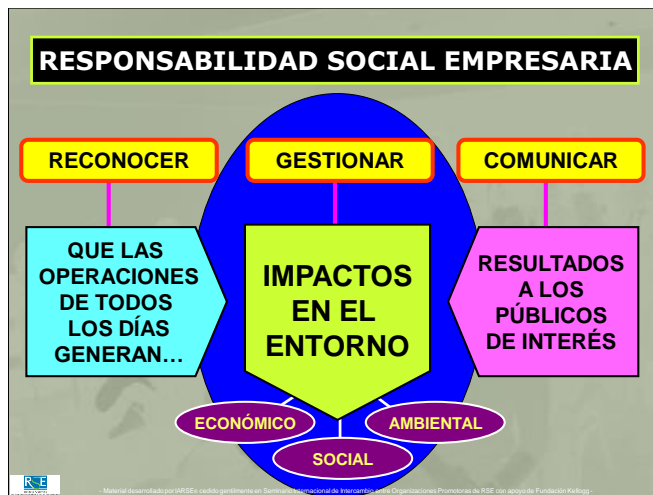 RESPONSABILIDAD SOCIAL EMPRESARIA
RECONOCER
GESTIONAR
COMUNICAR
QUE LAS
OPERACIONES
DE TODOS
LOS DÍAS
GENERAN…
IMPACTOS
EN EL
ENTORNO
RESULTADOS
A LOS
PÚBLICOS
DE INTERÉS
ECONÓMICO
AMBIENTAL
SOCIAL
RSE
- Material desarrollado por IARSE» cedido gentilmente en Seminario Internacional de Intercambio entre Organizaciones Promotoras de RSE con apoyo de Fundación Kellogg -